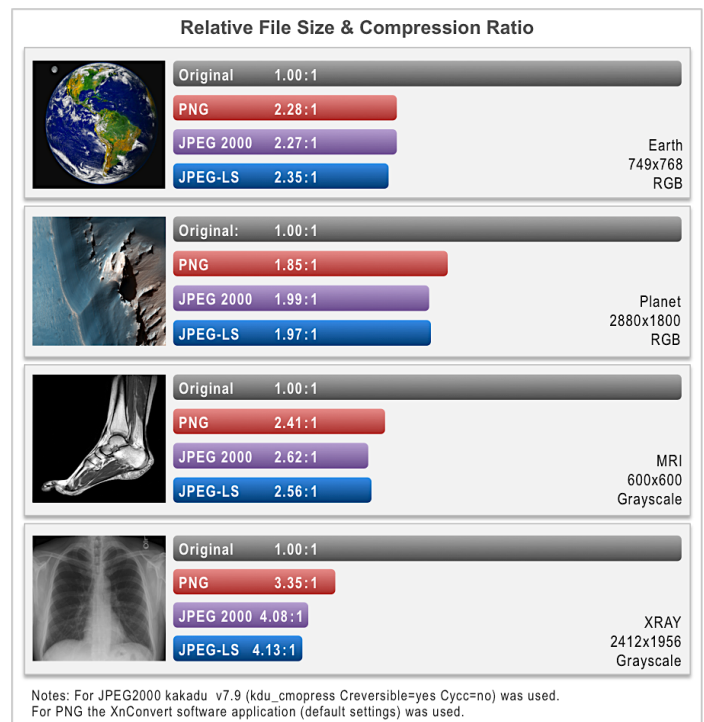 Relative File Size & Compression Ratio
Original 1.00:1
PNG 2.28:1
JPEG 2000 2.27:1
JPEG-LS 2.35:1
Earth
749x768
RGB
Original: 1.00:1
PNG 1.85:1
JPEG 2000 1.99:1
JPEG-LS 1.97:1
Planet
2880x1800
RGB
Original 1.00:1
PNG 2.41:1
JPEG 2000 2.62:1
JPEG-LS 2.56:1
MRI
600x600
Grayscale
Original 1.00:1
PNG 3.35:1
JPEG 2000 4.08:1
JPEG-LS 4.13:1
XRAY
2412x1956
Grayscale
Notes: For JPEG2000 kakadu v7.9 (kdu_cmopress Creversible=yes Cycc=no) was used.
For PNG the XnConvert software application (default settings) was used.